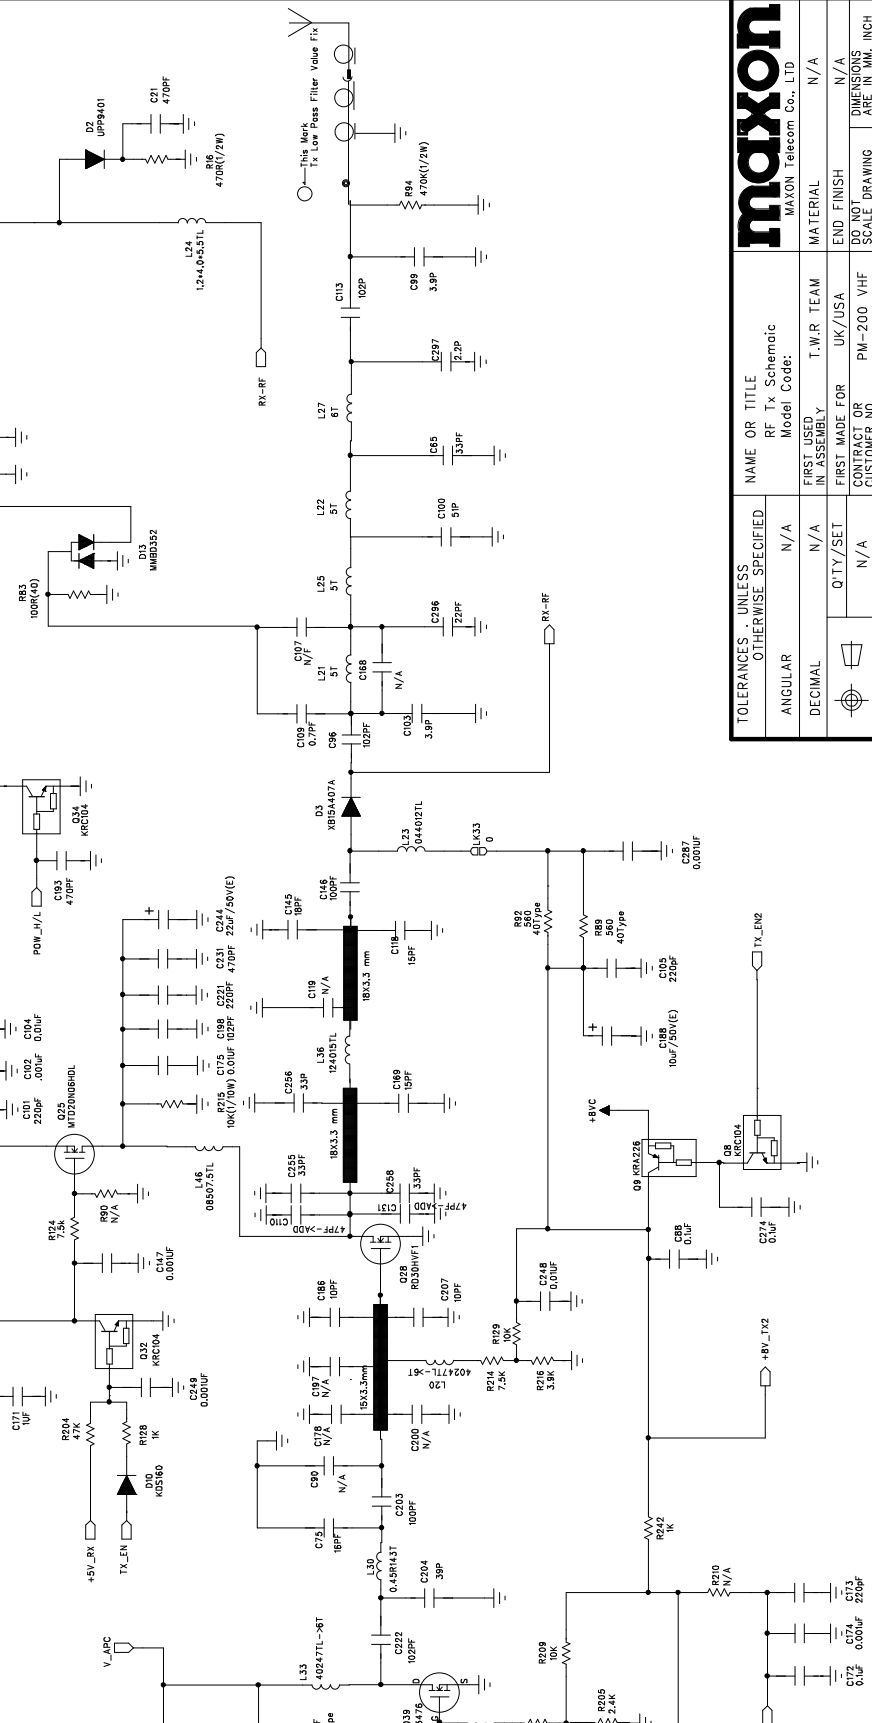 This Mark
Tx Low Pass Filter Value Fix
C21
470PF
D2
UPP9401
R16
470R(1/2W)
R94
470K(1/2W)
L24
1.2*4.0*5.5TL
C99
3.9P
C113
102P
RX-RF
C297
2.2P
L27
6T
C65
33PF
L22
5T
C100
51P
D13
MMBD352
R83
100R(40)
L25
5T
C296
22PF
RX-RF
C107
N/F
L21
5T
C168
N/A
C109
0.7PF
C96
102PF
C103
3.9P
Q34
KRC104
D3
XB15A407A
L23
044012TL
LK33
0
C287
0.001UF
C193
470PF
POW_H/L
C146
100PF
C145
18PF
C118
15PF
18X3.3 mm
C119
N/A
+
C244
22uF/50V(E)
C231
470PF
C221
220PF
C198
102PF
C175
0.01UF
R215
10K(1/10W)
R92
560
40Type
R89
560
40Type
C105
220pF
+
C188
10uF/50V(E)
TX_EN2
C104
0.01uF
C102
.001uF
C101
220pF
Q25
MTD20N06HDL
L36
124015TL
C256
33P
C169
15PF
18X3.3 mm
+8VC
Q9 KRA226
Q8
KRC104
L46
08507.5TL
C255
33PF
C258
33PF
C110
47PF->ADD
C131
47PF->ADD
R90
N/A
R124
7.5k
C147
0.001UF
Q28
RD30HVF1
C88
0.1uF
C274
0.1uF
C186
10PF
C207
10PF
C248
0.01UF
R129
10K
Q32
KRC104
C249
0.001UF
C197
N/A
15X3.3mm
L20
40247TL->6T
R214
7.5K
R216
3.9K
+8V_TX2
C171
1UF
R204
47K
R128
1K
C178
N/A
C200
N/A
D10
KDS160
C90
N/A
C203
100PF
+5V_RX
TX_EN
C75
16PF
L30
0.45R143T
C204
39P
R242
1K
R210
N/A
C173
220pF
C174
0.001uF
C172
0.1uF
V_APC
C222
102PF
L33
40247TL->6T
R209
10K
R205
2.4K
D
S
G
maxon
MAXON Telecom Co., LTD
NAME OR TITLE
RF Tx Schemaic
Model Code:
TOLERANCES . UNLESS
OTHERWISE SPECIFIED
ANGULAR N/A
DECIMAL N/A
FIRST USED
IN ASSEMBLY T.W.R TEAM
MATERIAL N/A
Q'TY/SET
N/A
FIRST MADE FOR UK/USA
END FINISH N/A
CONTRACT OR
CUSTOMER NO. PM-200 VHF
DO NOT
SCALE DRAWING
DIMENSIONS
ARE IN MM. INCH